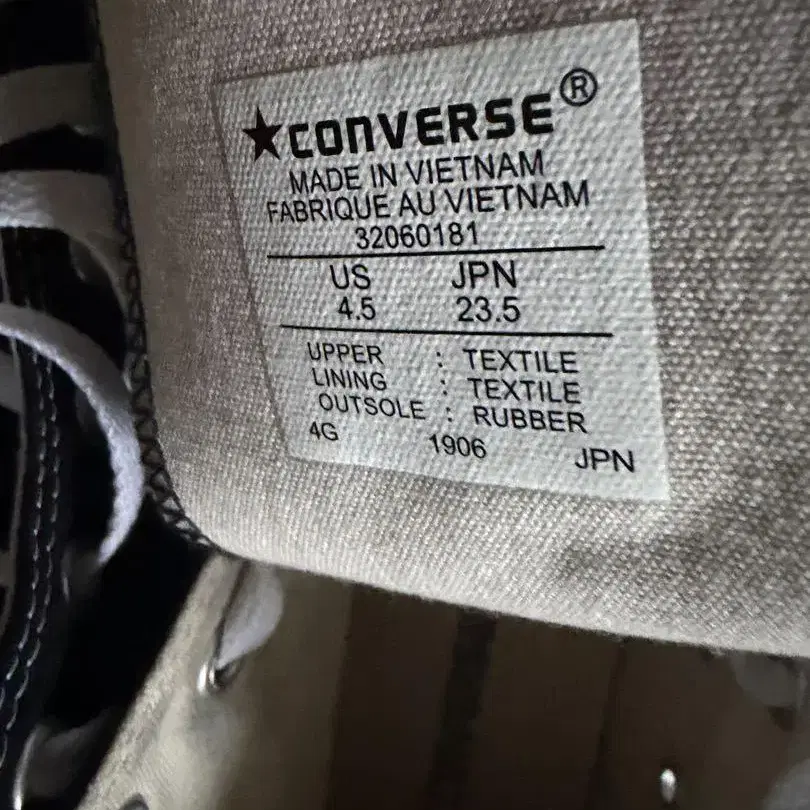 ★CONVERSE®
MADE IN VIETNAM
FABRIQUE AU VIETNAM
32060181
US JPN
4.5 23.5
UPPER : TEXTILE
LINING : TEXTILE
OUTSOLE : RUBBER
4G 1906 JPN